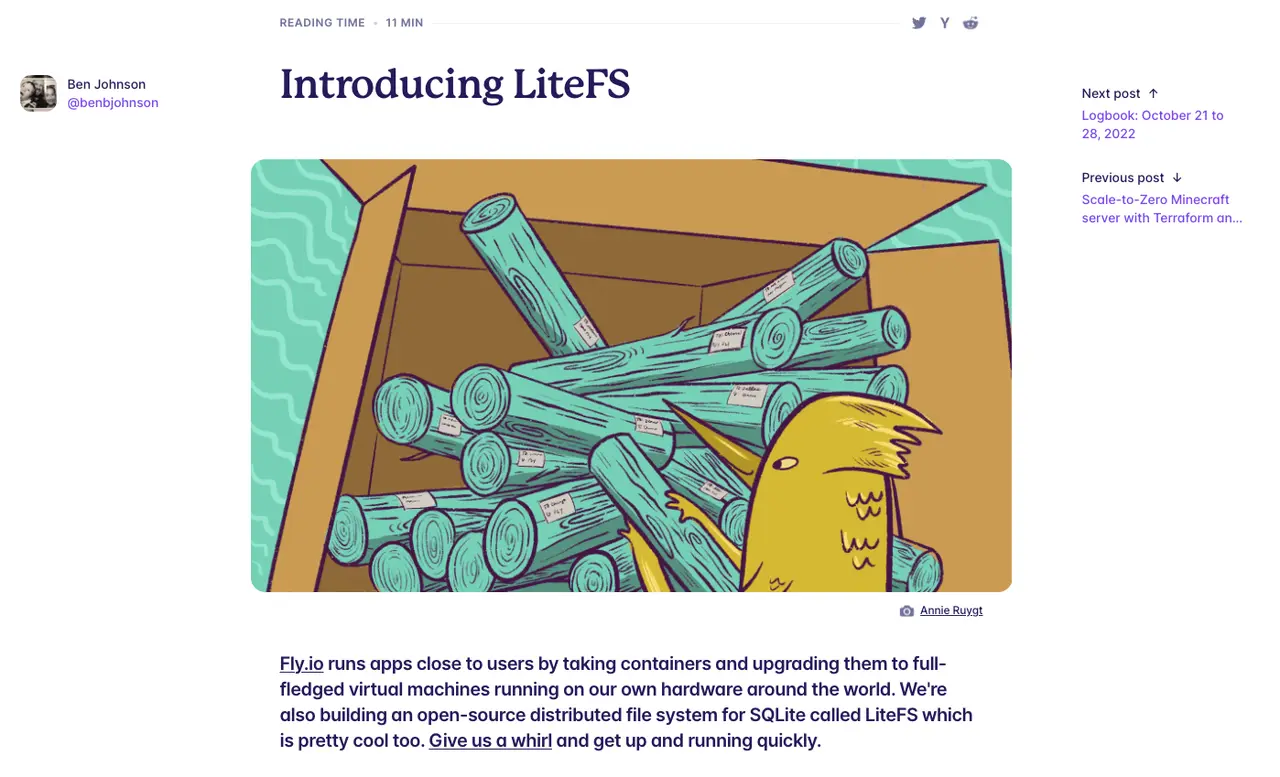 READING TIME • 11 MIN
Ben Johnson
@benbjohnson
Introducing LiteFS
Next post ↑
Logbook: October 21 to
28, 2022
Previous post ↓
Scale-to-Zero Minecraft
server with Terraform an...
Annie Ruygt
Fly.io runs apps close to users by taking containers and upgrading them to full-
fledged virtual machines running on our own hardware around the world. We're
also building an open-source distributed file system for SQLite called LiteFS which
is pretty cool too. Give us a whirl and get up and running quickly.